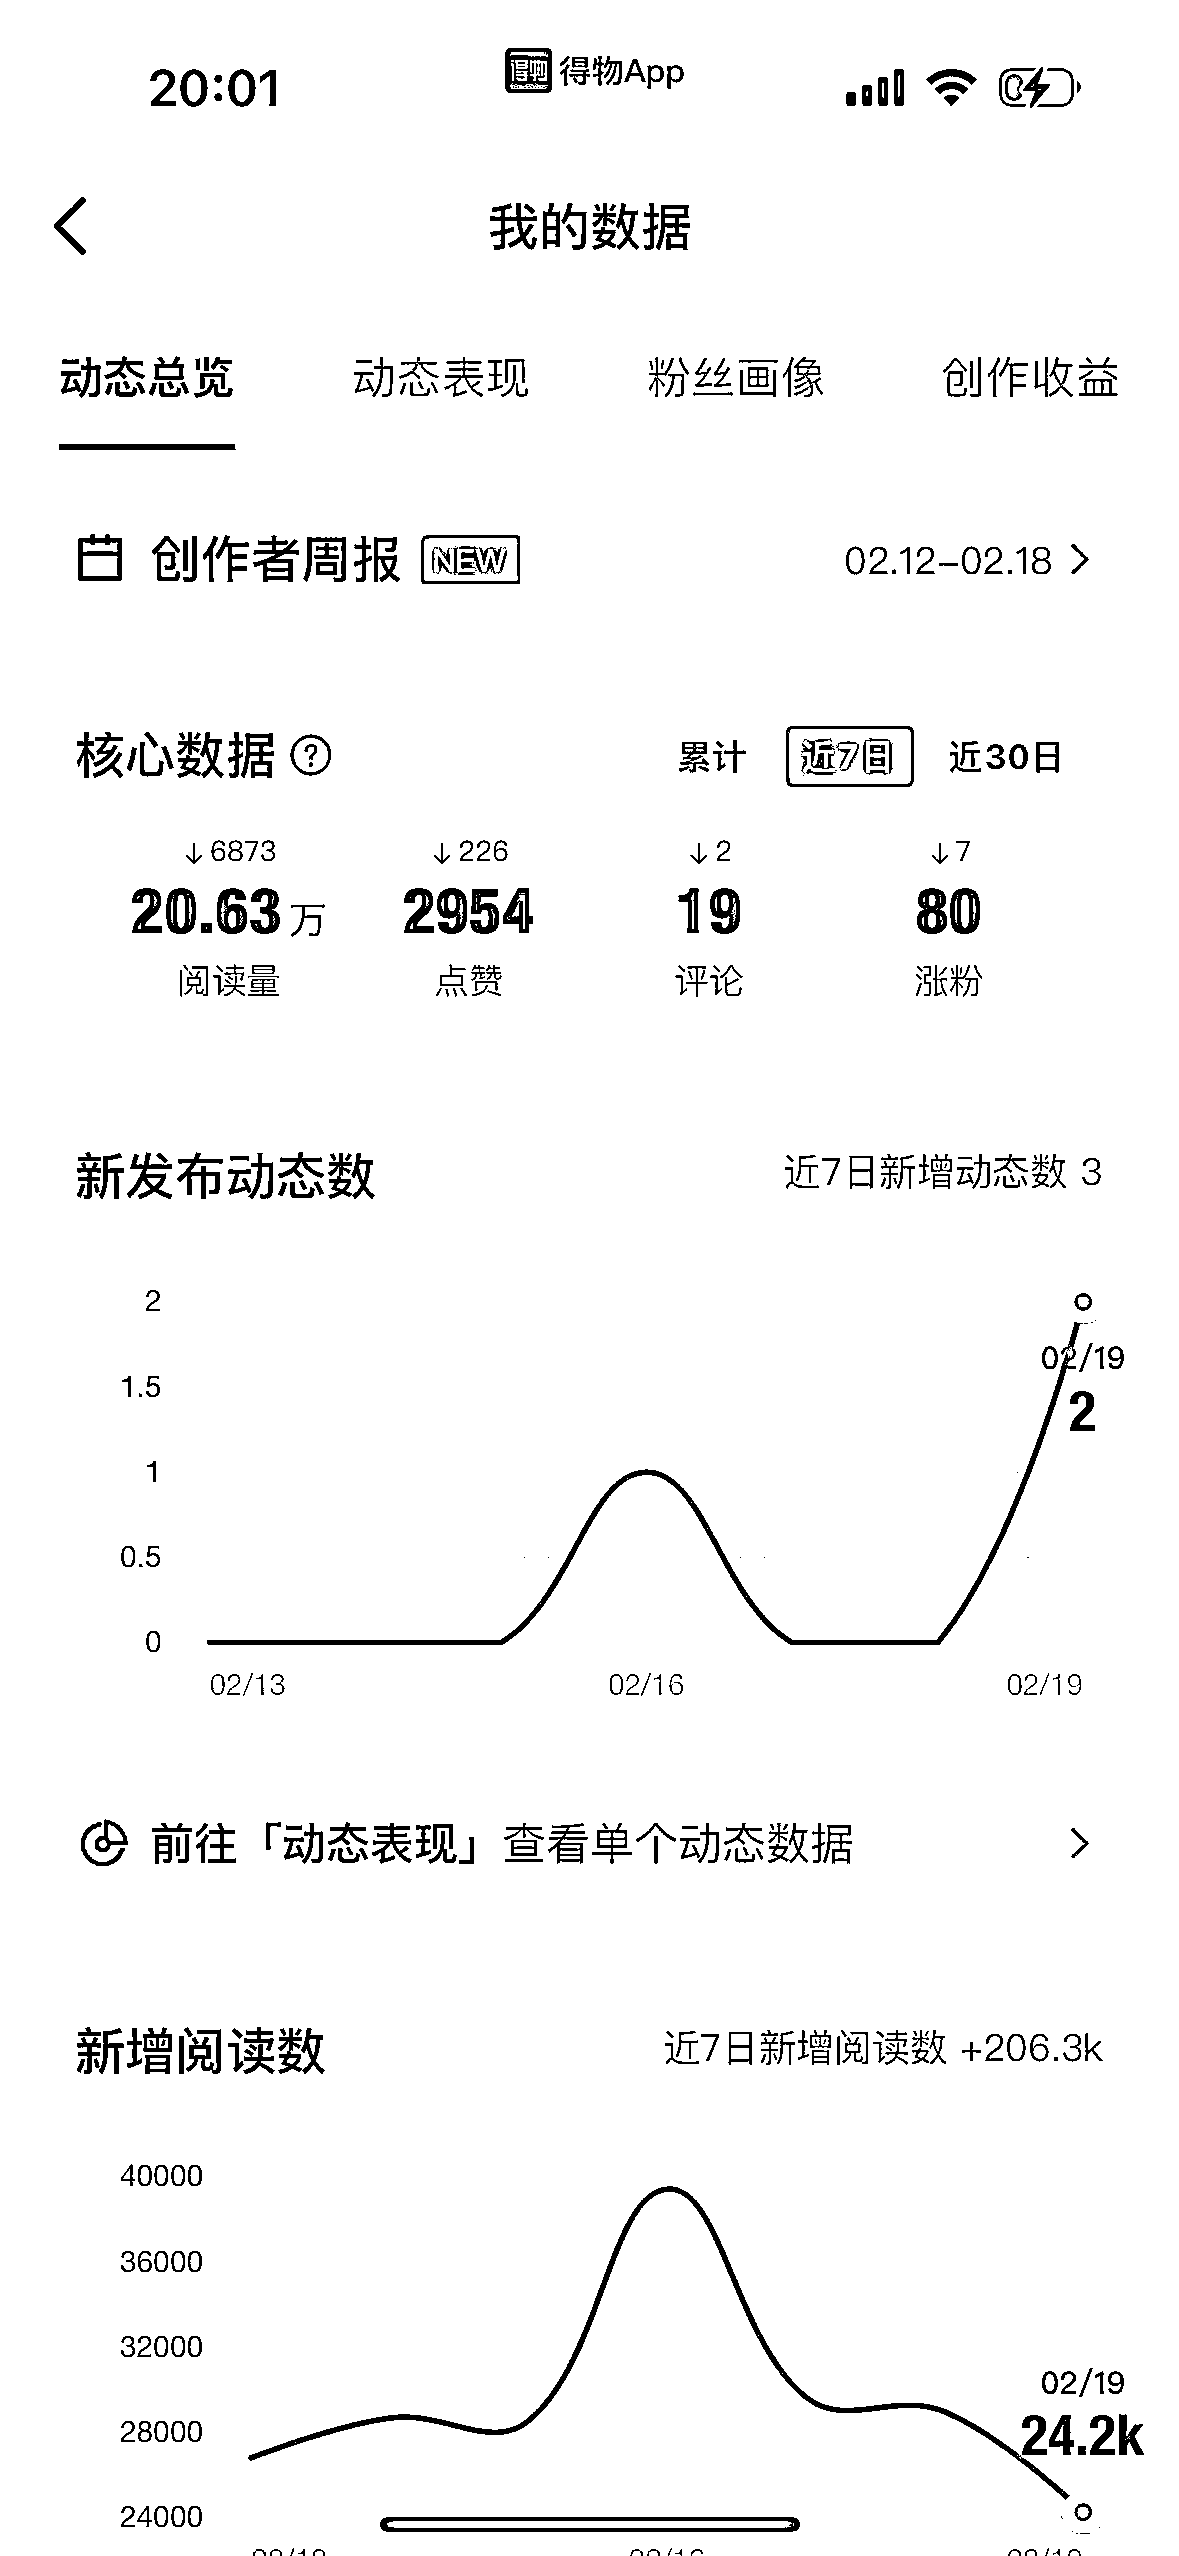 20:01
得物 得物App
我的数据
动态总览 动态表现 粉丝画像 创作收益
创作者周报 NEW 02.12-02.18
核心数据 ? 累计 近7日 近30日
↓6873 ↓226 ↓2 ↓7
20.63万 2954 19 80
阅读量 点赞 评论 涨粉
新发布动态数 近7日新增动态数 3
2
02/19
1.5
2
1
0.5
0
02/13 02/16 02/19
前往「动态表现」查看单个动态数据
新增阅读数 近7日新增阅读数 +206.3k
40000
36000
32000
02/19
28000
24.2k
24000